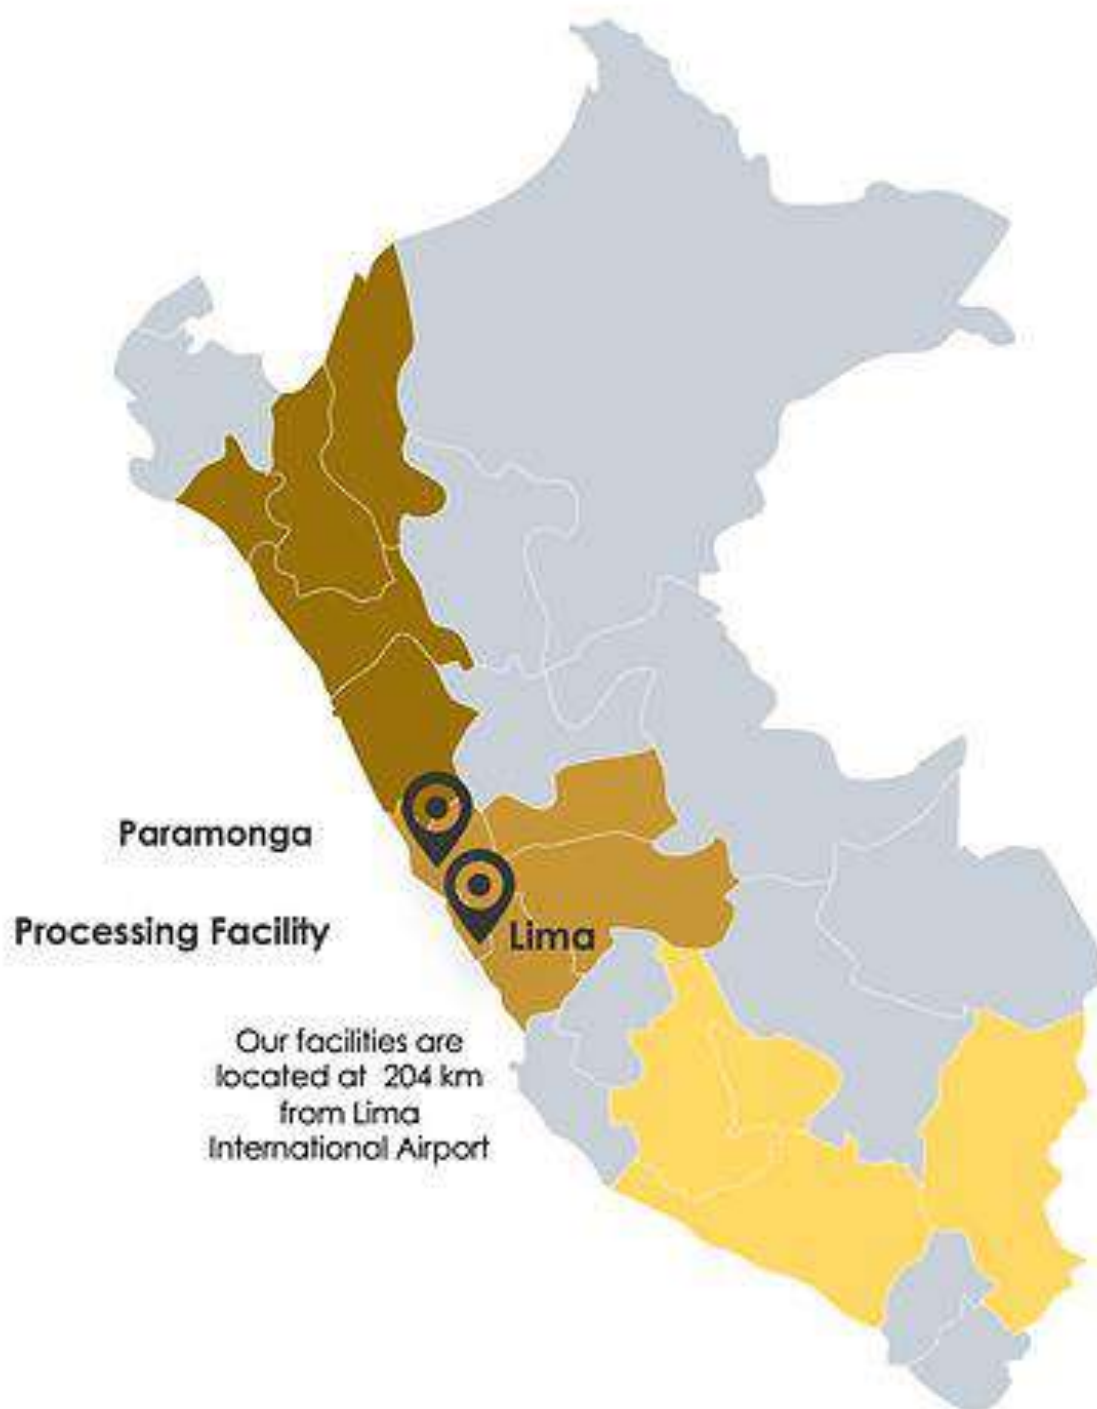 Paramonga
Processing Facility
Lima
Our facilities are
located at 204 km
from Lima
International Airport